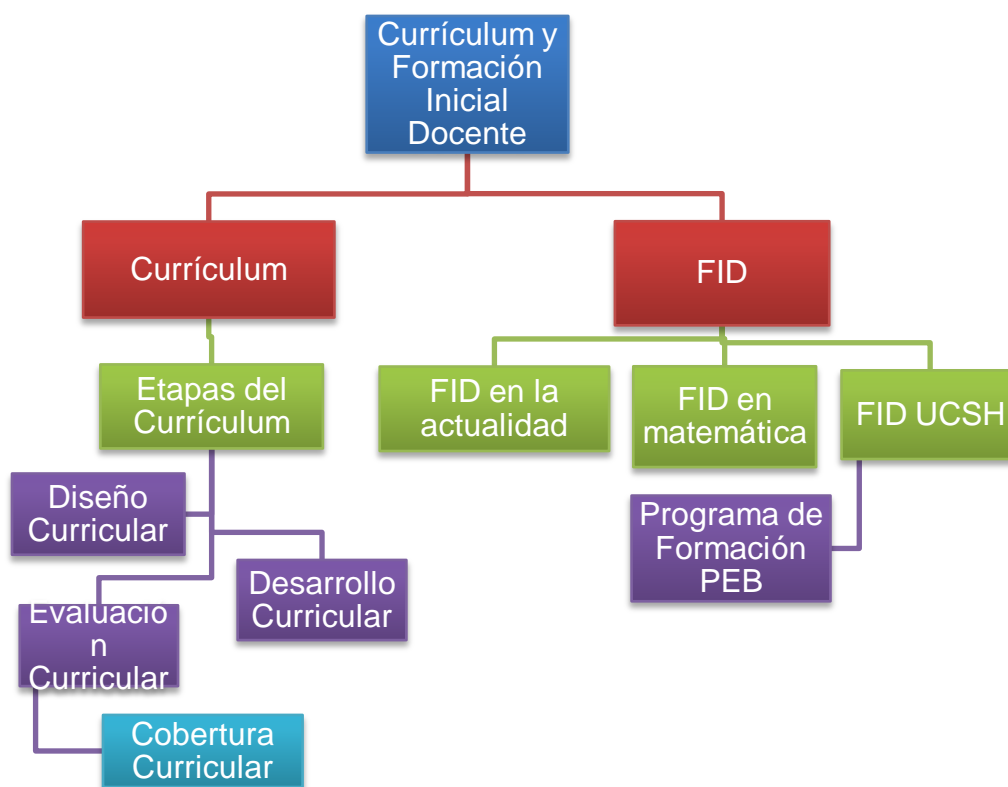 Currículum y
Formación
Inicial
Docente
Currículum
FID
Etapas del
Currículum
FID en la
actualidad
FID en
matemática
FID UCSH
Diseño
Curricular
Desarrollo
Curricular
Programa de
Formación
PEB
Evaluació
n
Curricular
Cobertura
Curricular